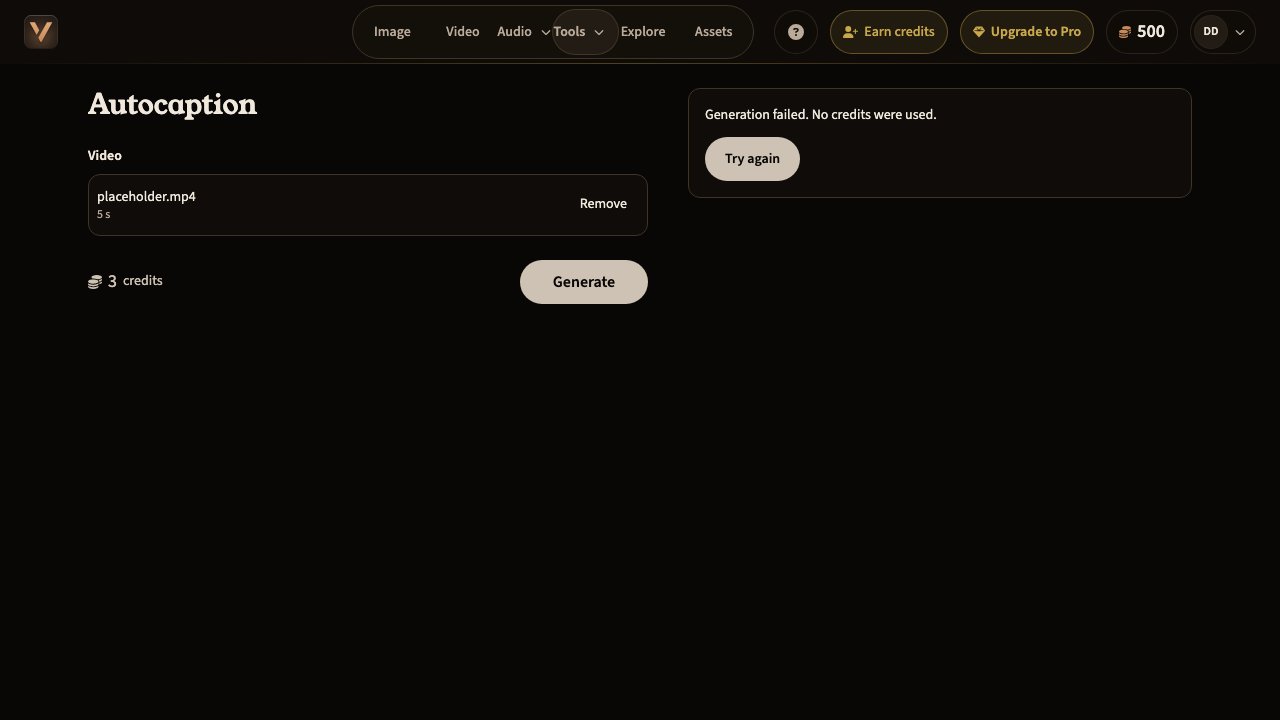 Image Video Audio Tools Explore Assets ? Earn credits Upgrade to Pro 500 DD
Autocaption
Video
placeholder.mp4
5 s
Remove
3 credits
Generate
Generation failed. No credits were used.
Try again